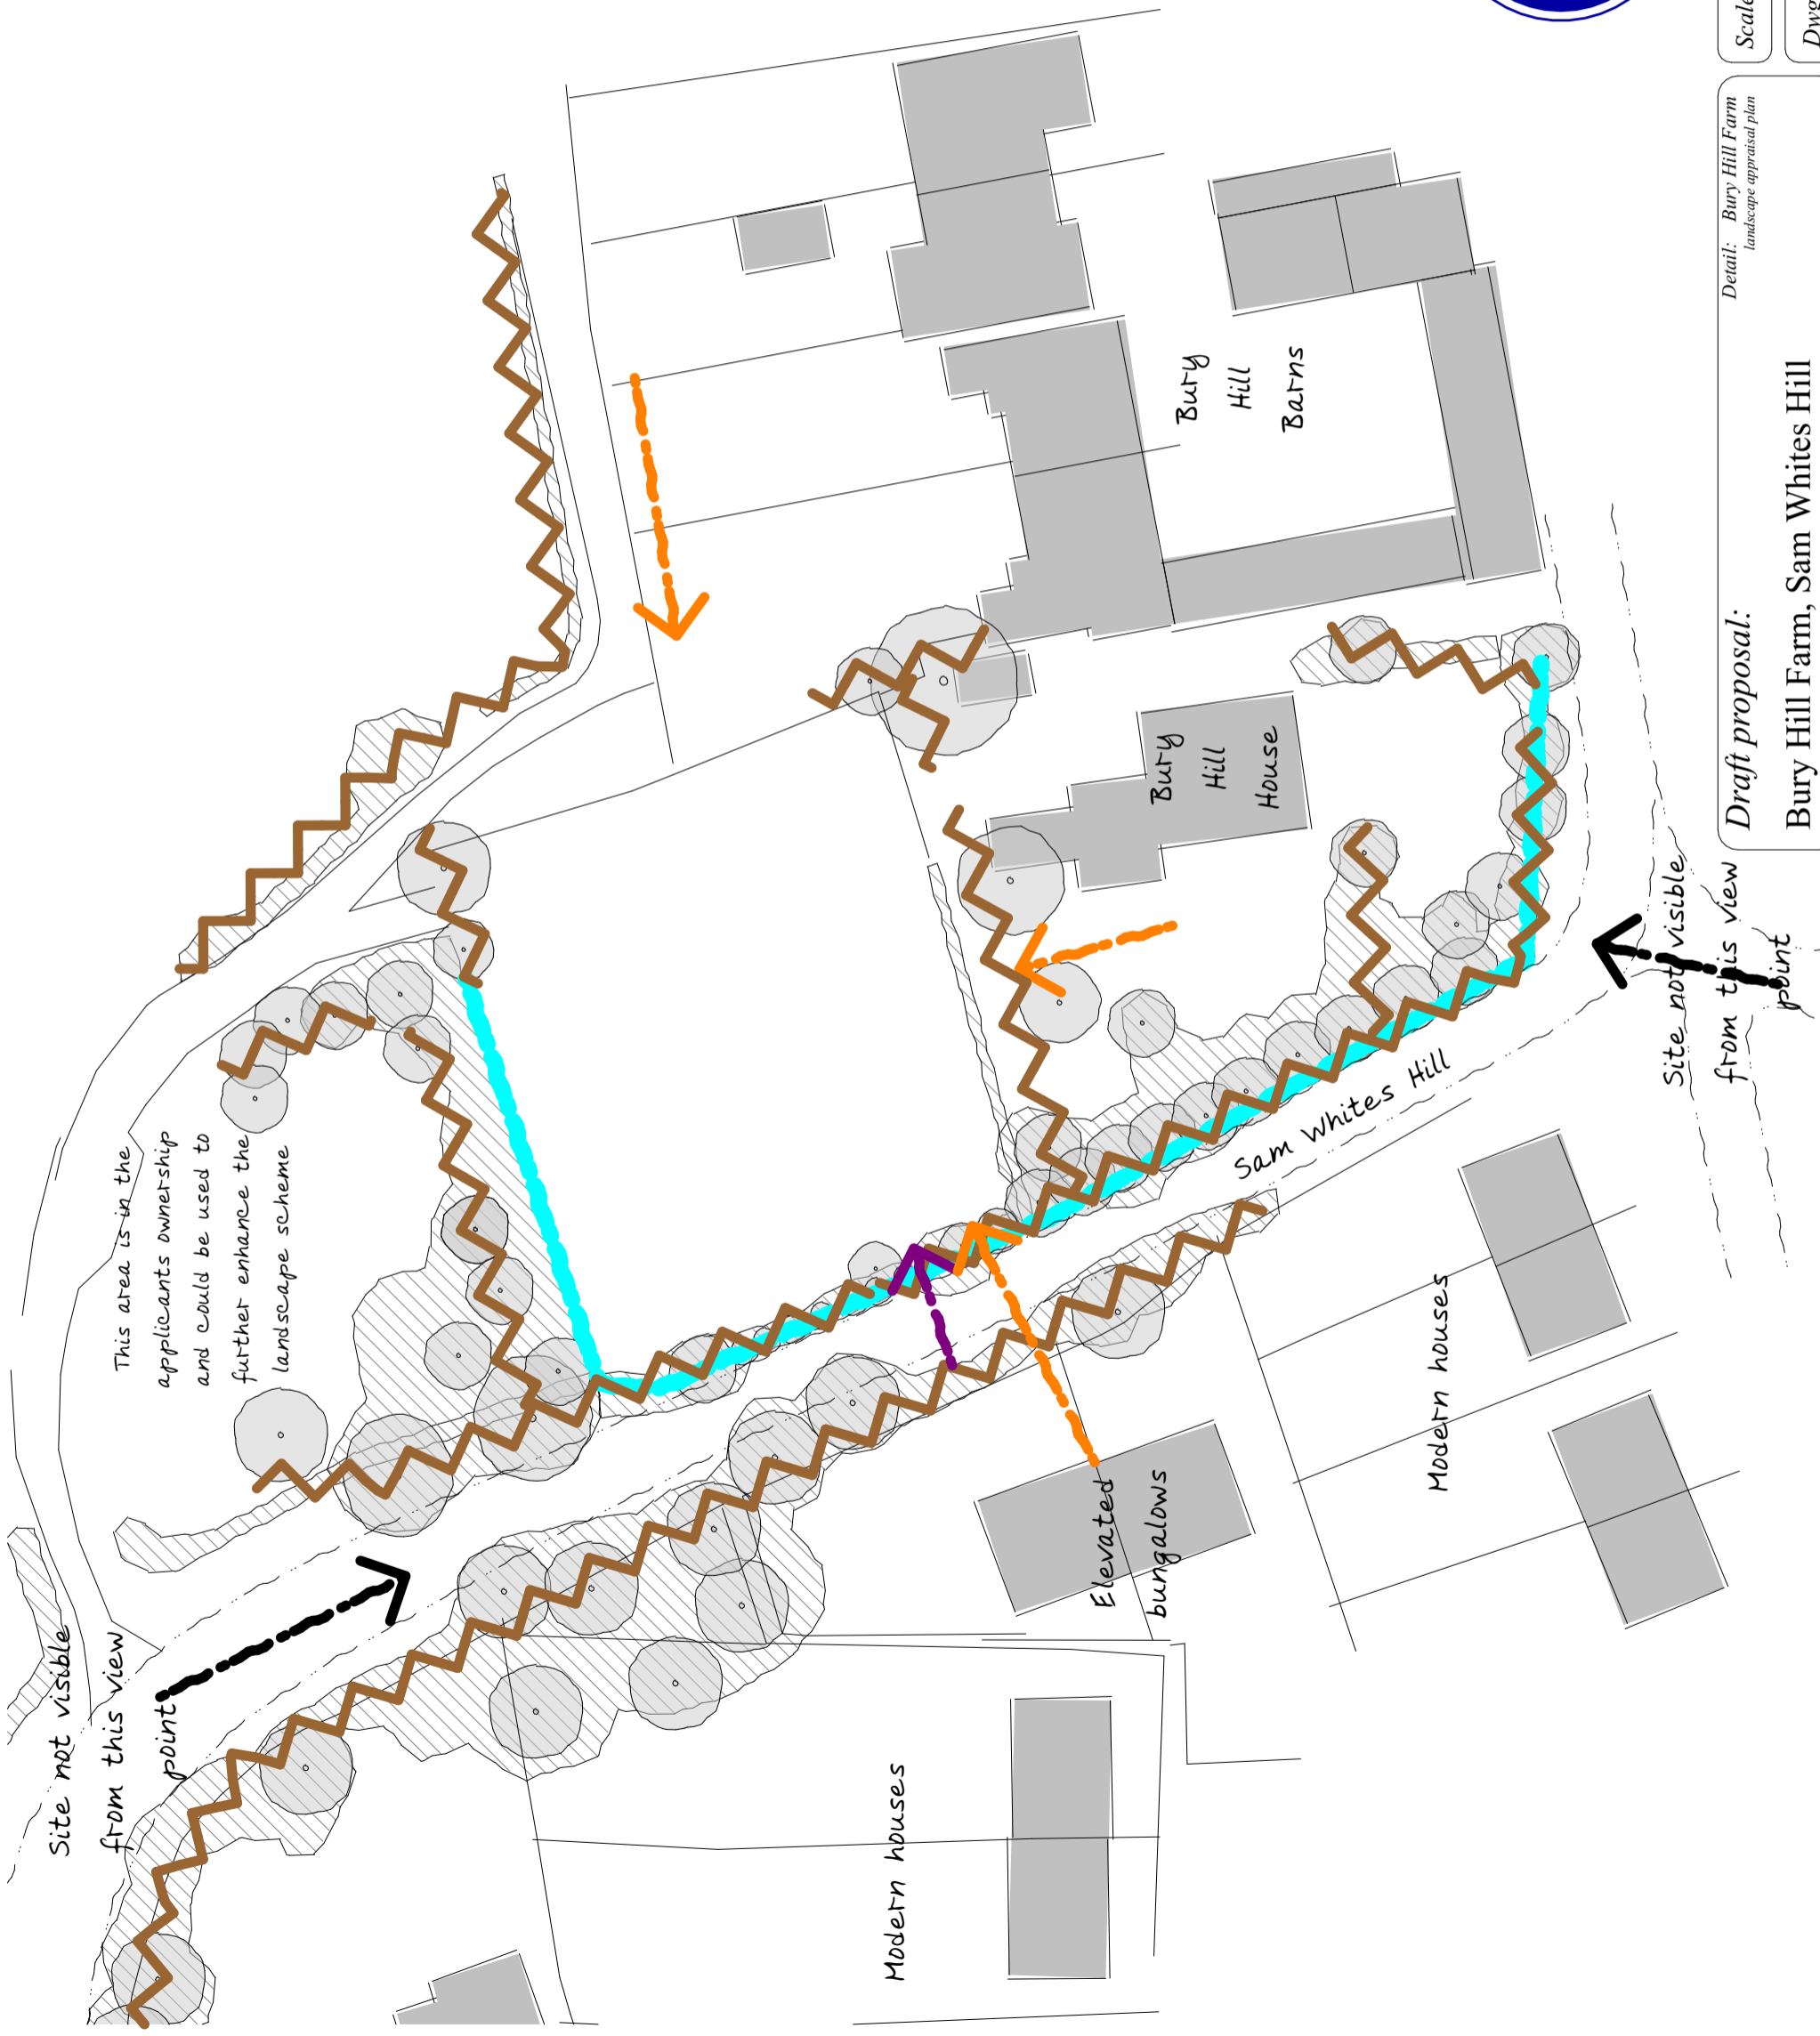 Site not visible
from this view
point
This area is in the
applicants ownership
and could be used to
further enhance the
landscape scheme
Modern houses
Elevated
bungalows
Modern houses
Sam Whites Hill
Bury
Hill
House
Bury
Hill
Barns
Site not visible
from this view
point
Draft proposal:
Detail: Bury Hill Farm
landscape appraisal plan
Bury Hill Farm, Sam Whites Hill
Scale
Dwg